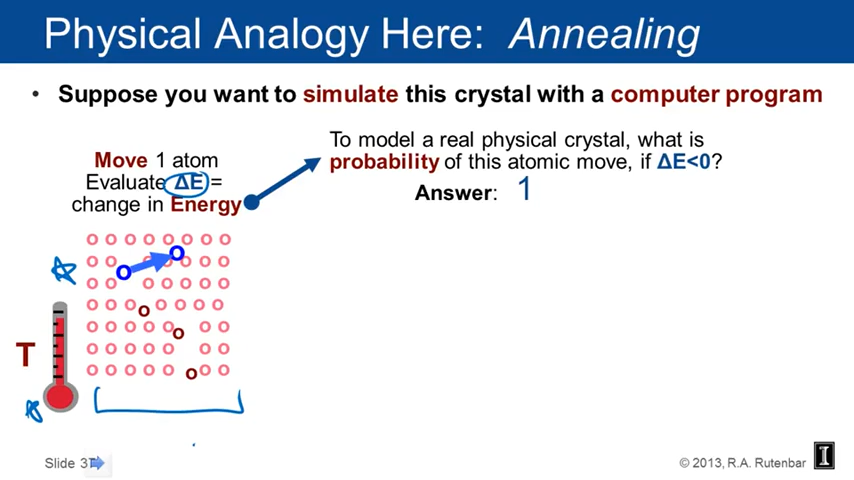 Physical Analogy Here: Annealing
• Suppose you want to simulate this crystal with a computer program
To model a real physical crystal, what is
probability of this atomic move, if ΔE<0?
Answer: 1
Move 1 atom
Evaluate ΔE =
change in Energy
T
Slide 37
© 2013, R.A. Rutenbar
I